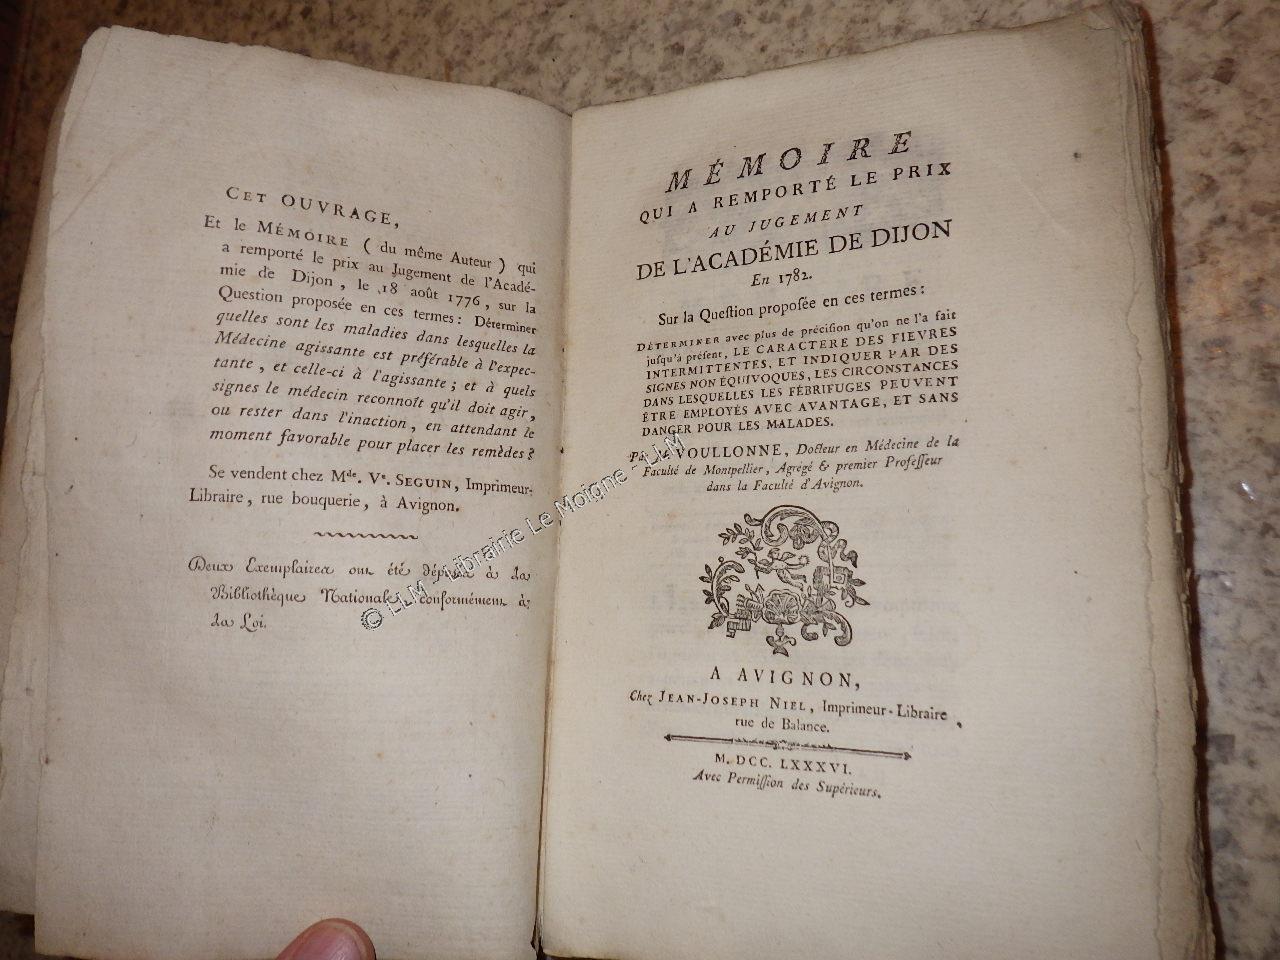 CET OUVRAGE,
Et le MÉMOIRE ( du même Auteur ) qui
a remporté le prix au Jugement de l'Acadé-
mie de Dijon, le 18 août 1776, sur la
Question proposée en ces termes : Déterminer
quelles sont les maladies dans lesquelles la
Médecine agissante est préférable à l'expec-
tante, et celle-ci à l'agissante ; et à quels
signes le médecin reconnoît qu'il doit agir,
ou rester dans l'inaction, en attendant le
moment favorable pour placer les remèdes ?
Se vendent chez Mde. Ve. SEGUIN, Imprimeur-
Libraire, rue bouquerie, à Avignon.
Deux Exemplaires ont été déposés à la
Bibliothèque Nationale conformément à
la Loi.
MÉMOIRE
QUI A REMPORTÉ LE PRIX
AU JUGEMENT
DE L'ACADÉMIE DE DIJON
En 1782.
Sur la Queſtion propoſée en ces termes :
DÉTERMINER avec plus de préciſion qu'on ne l'a fait
juſqu'à préſent, LE CARACTERE DES FIEVRES
INTERMITTENTES, ET INDIQUER PAR DES
SIGNES NON ÉQUIVOQUES, LES CIRCONSTANCES
DANS LESQUELLES LES FÉBRIFUGES PEUVENT
ÊTRE EMPLOYÉS AVEC AVANTAGE, ET SANS
DANGER POUR LES MALADES.
Par VOULLONNE, Docteur en Médecine de la
Faculté de Montpellier, Agrégé & premier Profeſſeur
dans la Faculté d'Avignon.
A AVIGNON,
Chez JEAN-JOSEPH NIEL, Imprimeur-Libraire,
rue de Balance.
M. DCC. LXXXVI.
Avec Permiſſion des Supérieurs.
© LLM - Librairie Le Moigne - LLM